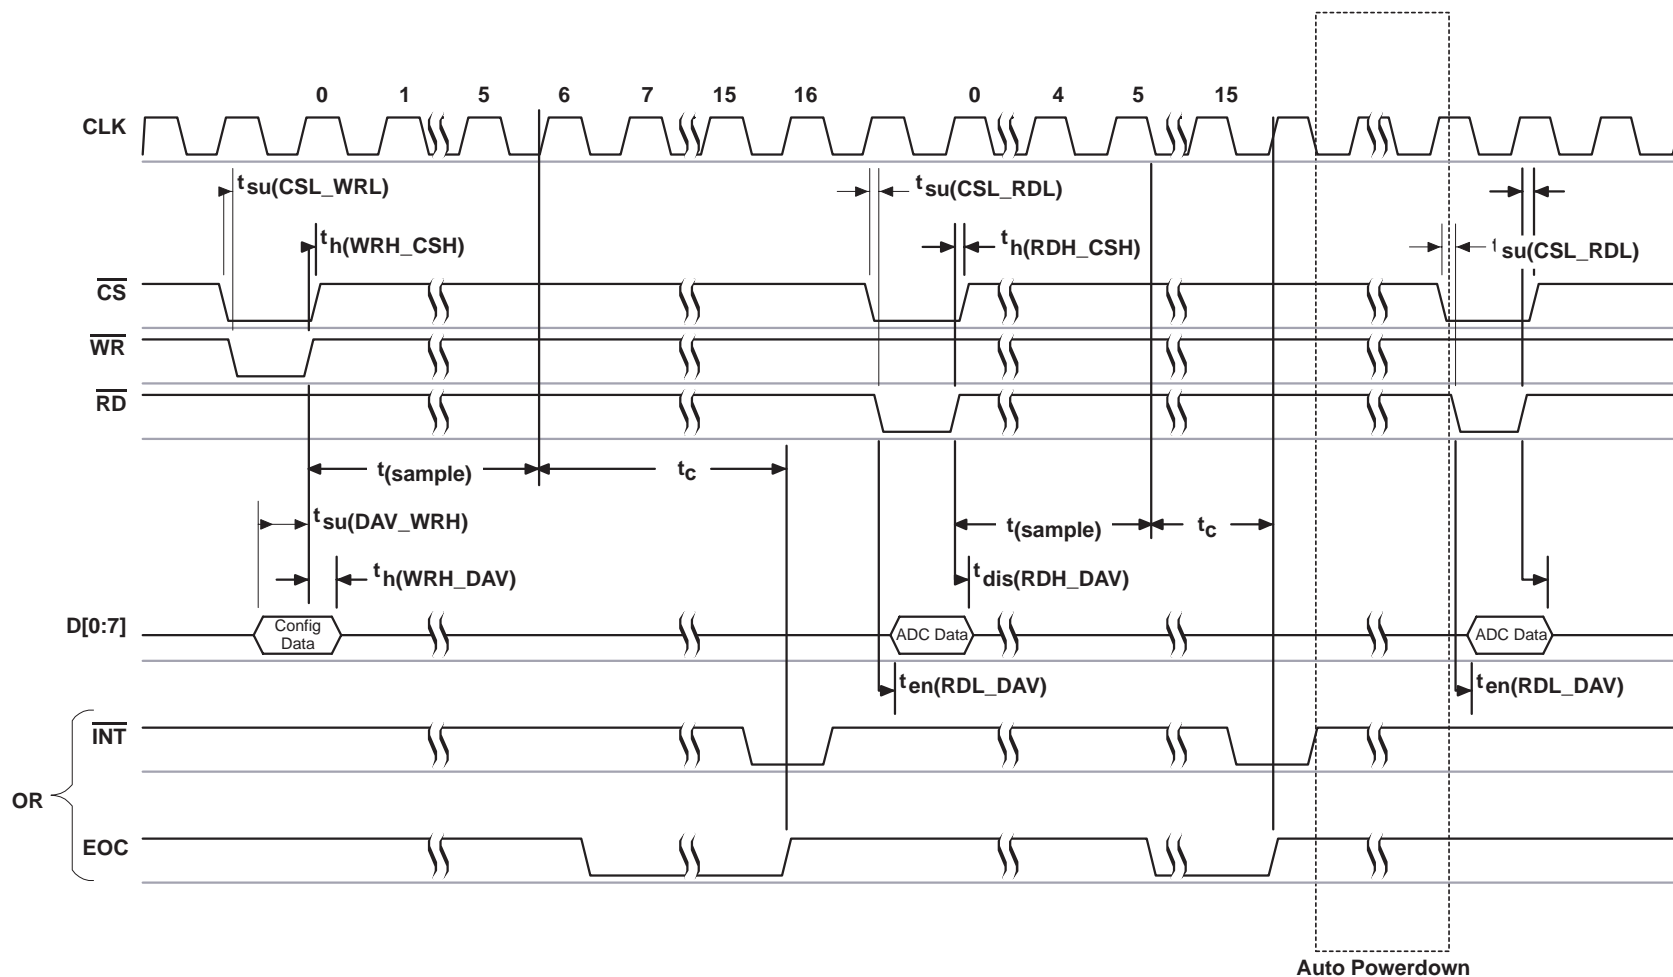 0 1 5 6 7 15 16 0 4 5 15
CLK
tsu(CSL_WRL)
tsu(CSL_RDL)
th(WRH_CSH)
th(RDH_CSH)
tsu(CSL_RDL)
CS
WR
RD
t(sample)
tc
tsu(DAV_WRH)
t(sample)
tc
th(WRH_DAV)
tdis(RDH_DAV)
D[0:7]
Config
Data
ADC Data
ADC Data
ten(RDL_DAV)
ten(RDL_DAV)
INT
OR
EOC
Auto Powerdown